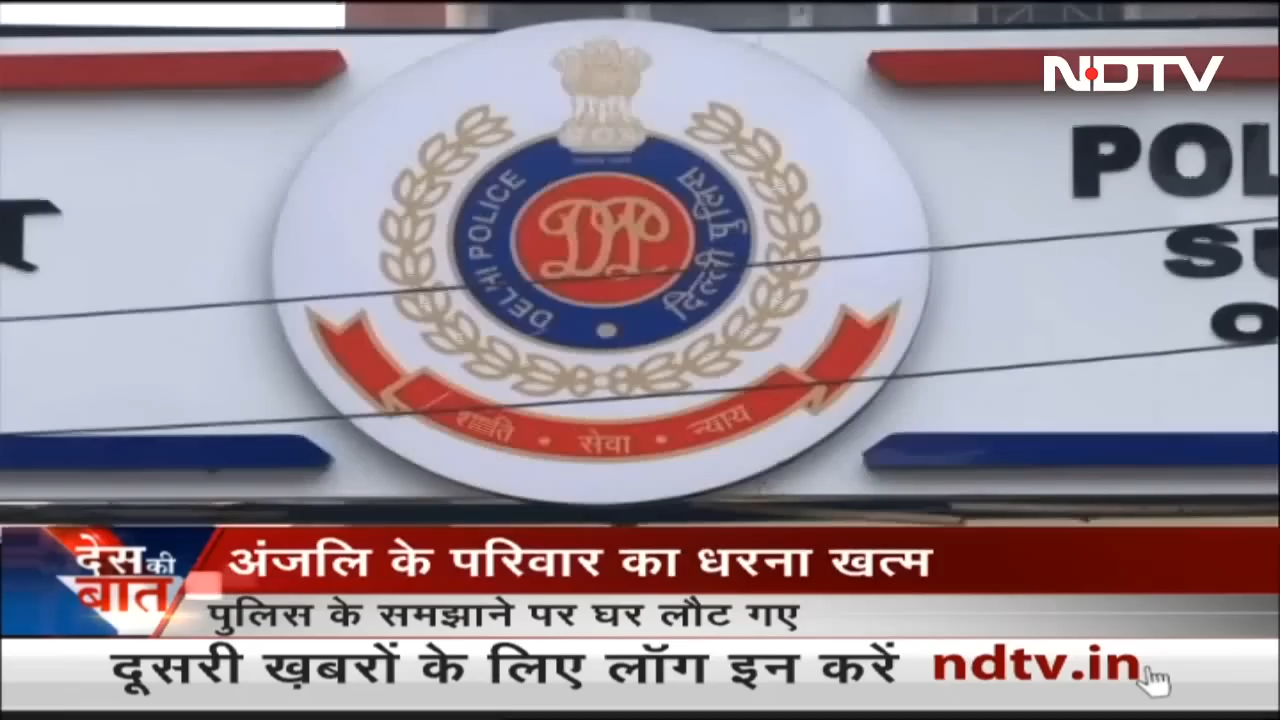 NDTV
DELHI POLICE
दिल्ली पुलिस
DP
शान्ति • सेवा • न्याय
POL
SU
O
देस की
बात
अंजलि के परिवार का धरना खत्म
पुलिस के समझाने पर घर लौट गए
दूसरी ख़बरों के लिए लॉग इन करें ndtv.in